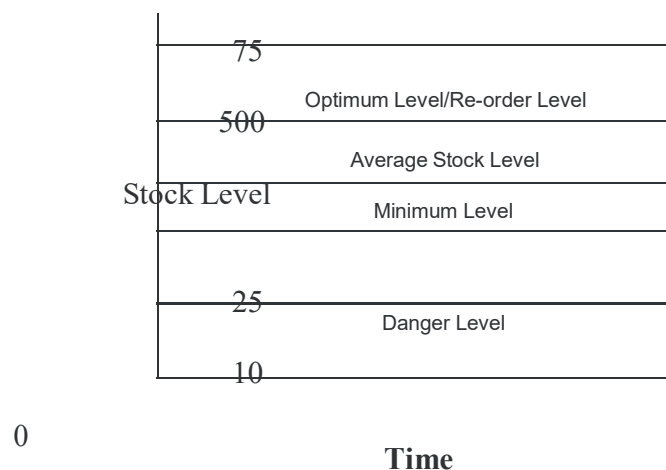 75
Optimum Level/Re-order Level
500
Average Stock Level
Stock Level
Minimum Level
25
Danger Level
10
0
Time